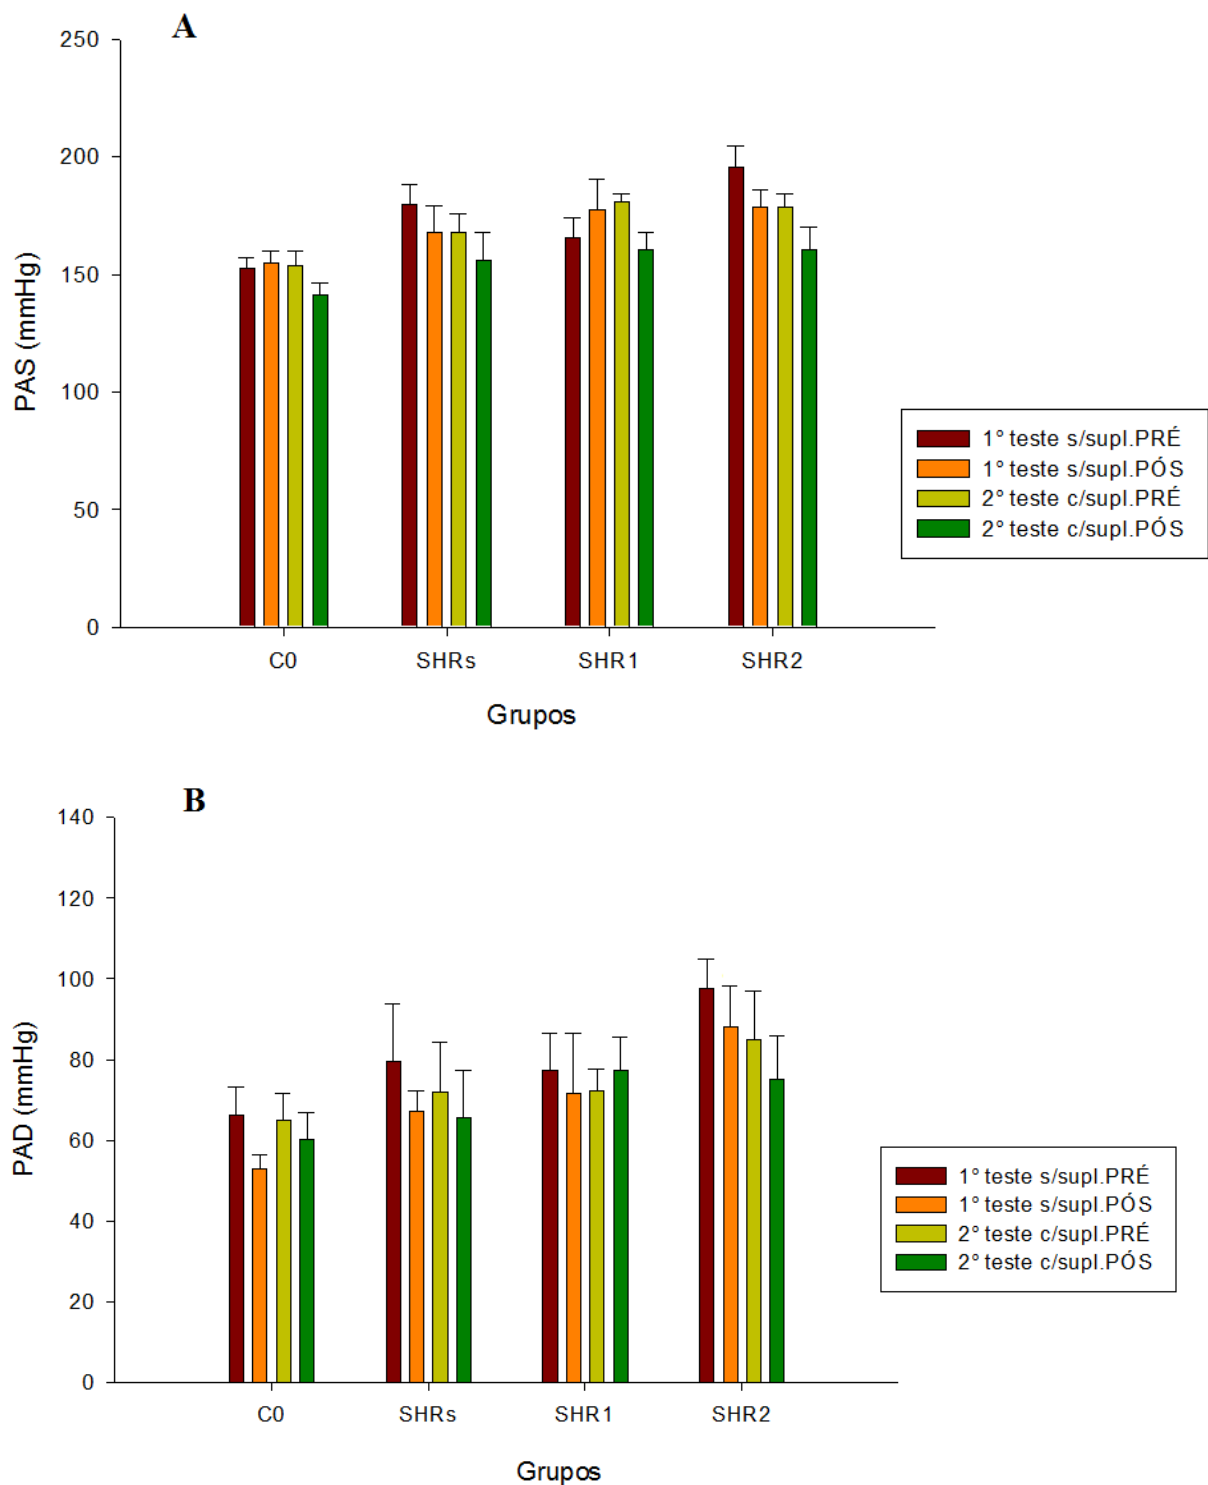 A
250
200
150
100
50
0
PAS (mmHg)
C0 SHRs SHR1 SHR2
Grupos
1° teste s/supl.PRÉ
1° teste s/supl.PÓS
2° teste c/supl.PRÉ
2° teste c/supl.PÓS
B
140
120
100
80
60
40
20
0
PAD (mmHg)
C0 SHRs SHR1 SHR2
Grupos
1° teste s/supl.PRÉ
1° teste s/supl.PÓS
2° teste c/supl.PRÉ
2° teste c/supl.PÓS